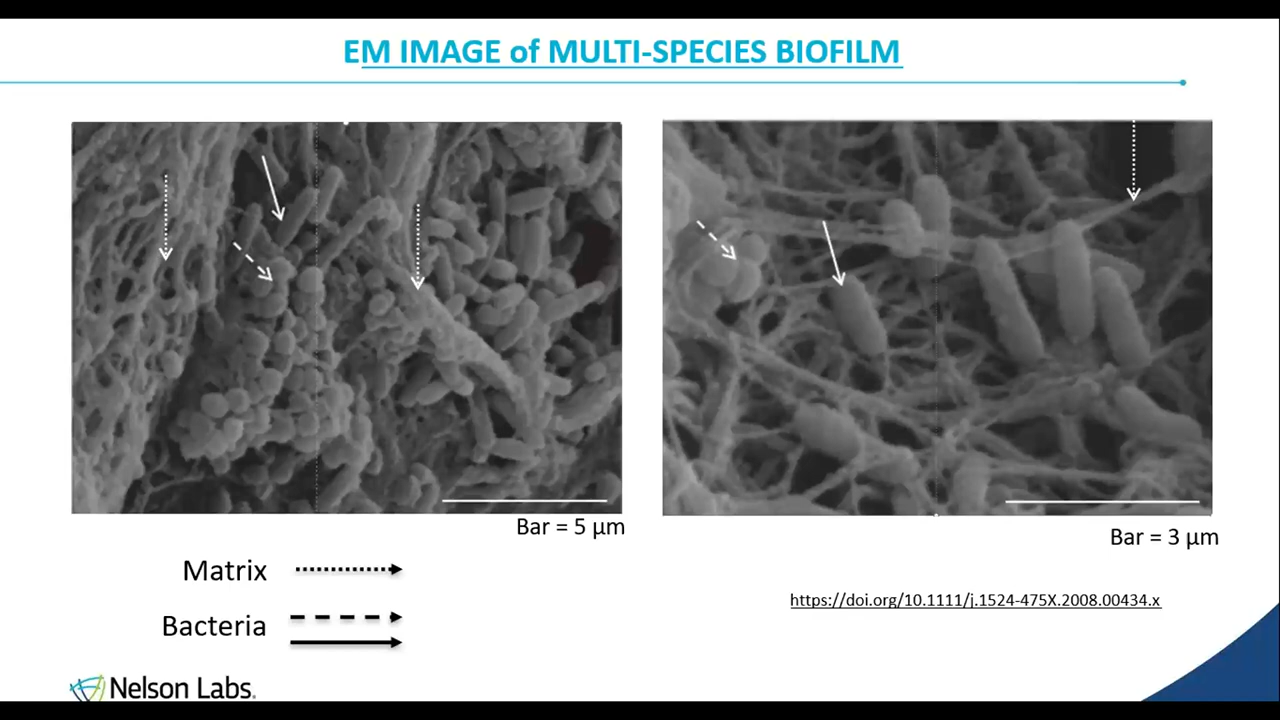 EM IMAGE of MULTI-SPECIES BIOFILM
Bar = 5 µm
Bar = 3 µm
Matrix
https://doi.org/10.1111/j.1524-475X.2008.00434.x
Bacteria
Nelson Labs.